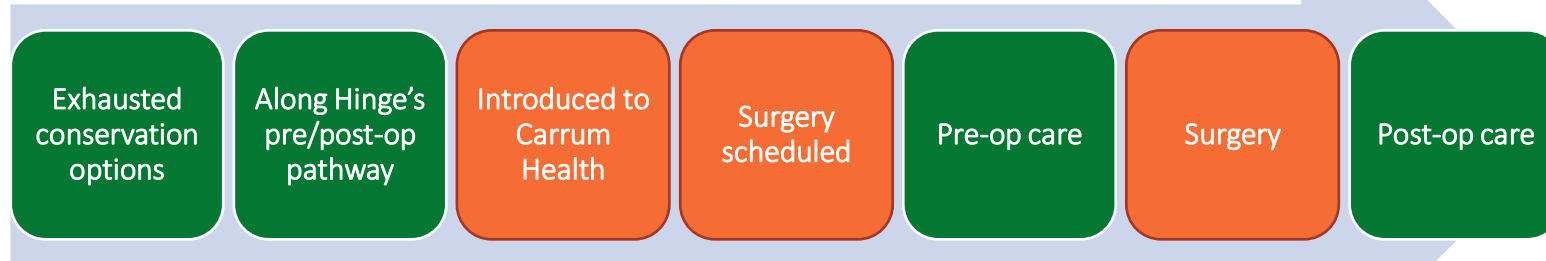 Exhausted
conservation
options
Along Hinge’s
pre/post-op
pathway
Introduced to
Carrum
Health
Surgery
scheduled
Pre-op care
Surgery
Post-op care